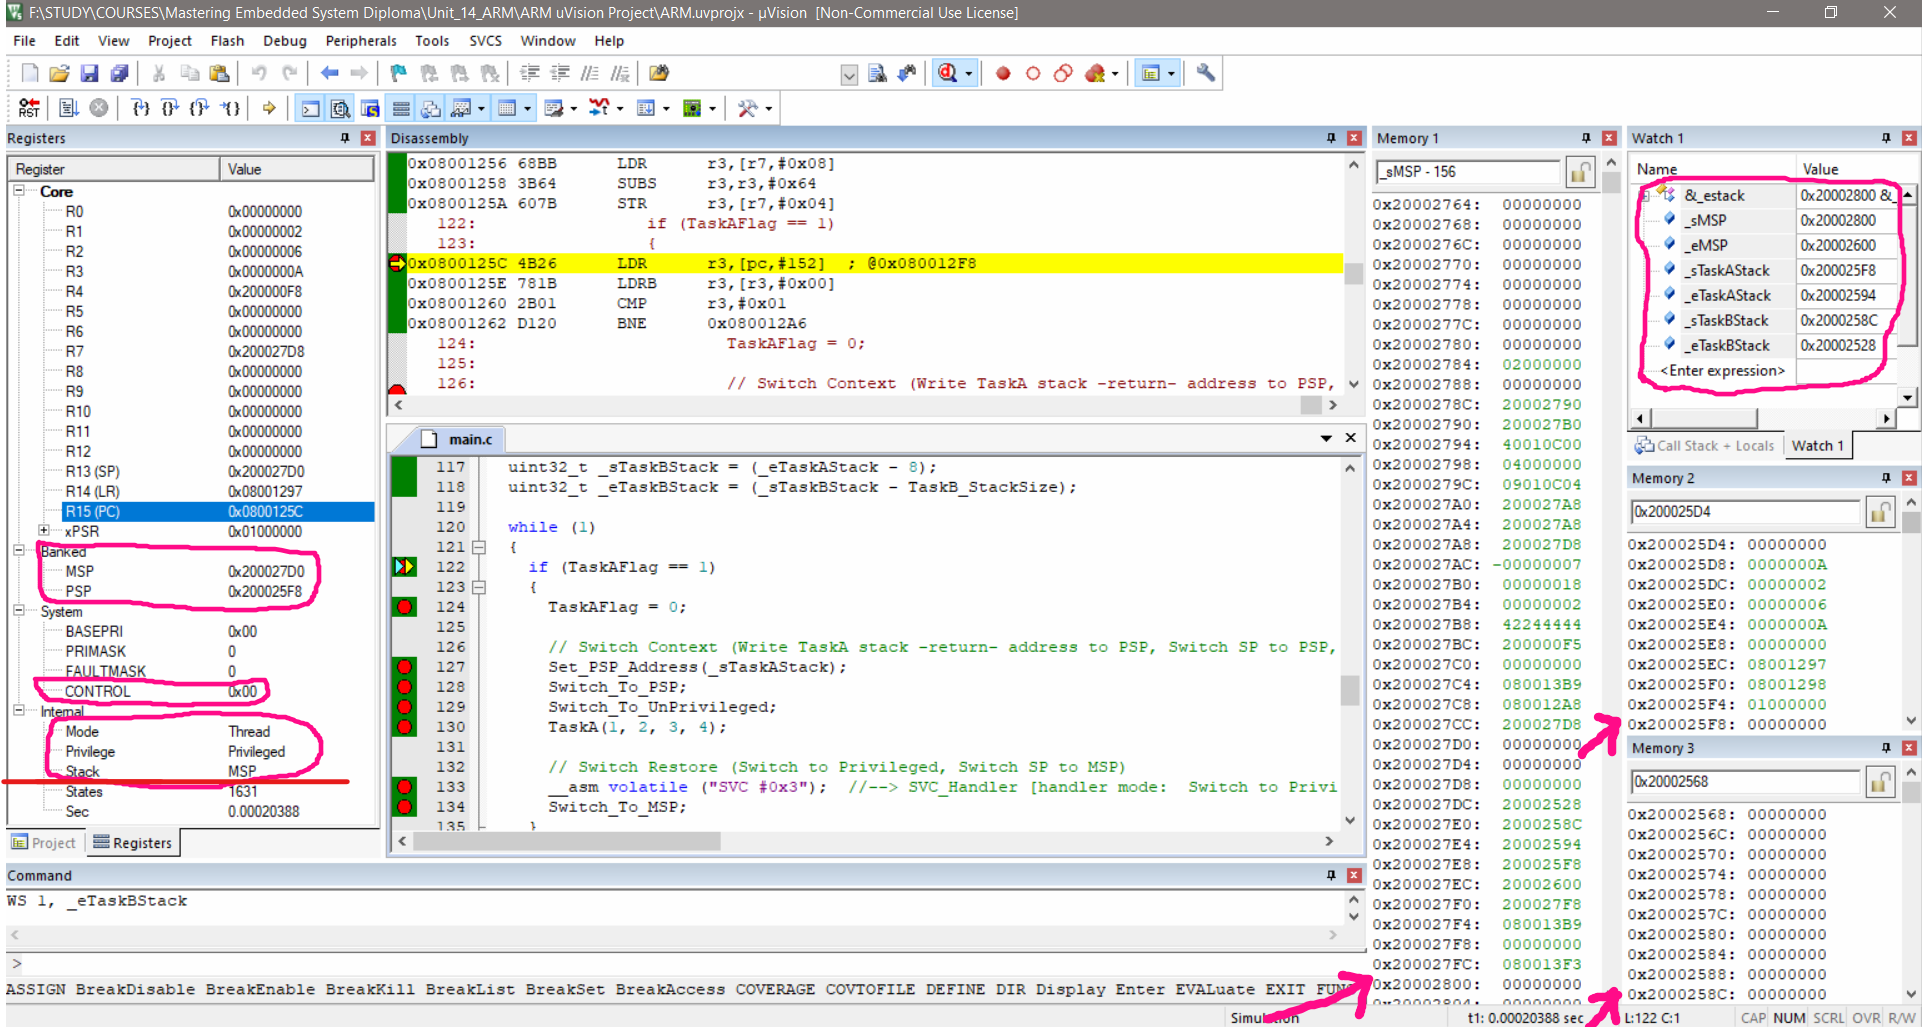 F:\STUDY\COURSES\Mastering Embedded System Diploma\Unit_14_ARM\ARM uVision Project\ARM.uvprojx - µVision  [Non-Commercial Use License]
File Edit View Project Flash Debug Peripherals Tools SVCS Window Help
Registers
Register Value
Core
R0 0x00000000
R1 0x00000002
R2 0x00000006
R3 0x0000000A
R4 0x200000F8
R5 0x00000000
R6 0x00000000
R7 0x200027D8
R8 0x00000000
R9 0x00000000
R10 0x00000000
R11 0x00000000
R12 0x00000000
R13 (SP) 0x200027D0
R14 (LR) 0x08001297
R15 (PC) 0x0800125C
xPSR 0x01000000
Banked
MSP 0x200027D0
PSP 0x200025F8
System
BASEPRI 0x00
PRIMASK 0
FAULTMASK 0
CONTROL 0x00
Internal
Mode Thread
Privilege Privileged
Stack MSP
States 1631
Sec 0.00020388
Project Registers
Disassembly
0x08001256 68BB LDR r3,[r7,#0x08]
0x08001258 3B64 SUBS r3,r3,#0x64
0x0800125A 607B STR r3,[r7,#0x04]
122: if (TaskAFlag == 1)
123: {
0x0800125C 4B26 LDR r3,[pc,#152] ; @0x080012F8
0x0800125E 781B LDRB r3,[r3,#0x00]
0x08001260 2B01 CMP r3,#0x01
0x08001262 D120 BNE 0x080012A6
124: TaskAFlag = 0;
125:
126: // Switch Context (Write TaskA stack -return- address to PSP,
main.c
117 uint32_t _sTaskBStack = (_eTaskAStack - 8);
118 uint32_t _eTaskBStack = (_sTaskBStack - TaskB_StackSize);
119
120 while (1)
121 {
122 if (TaskAFlag == 1)
123 {
124 TaskAFlag = 0;
125
126 // Switch Context (Write TaskA stack -return- address to PSP, Switch SP to PSP,
127 Set_PSP_Address(_sTaskAStack);
128 Switch_To_PSP;
129 Switch_To_UnPrivileged;
130 TaskA(1, 2, 3, 4);
131
132 // Switch Restore (Switch to Privileged, Switch SP to MSP)
133 __asm volatile ("SVC #0x3"); //--> SVC_Handler [handler mode: Switch to Privi
134 Switch_To_MSP;
135 }
Memory 1
_sMSP - 156
0x20002764: 00000000
0x20002768: 00000000
0x2000276C: 00000000
0x20002770: 00000000
0x20002774: 00000000
0x20002778: 00000000
0x2000277C: 00000000
0x20002780: 00000000
0x20002784: 02000000
0x20002788: 00000000
0x2000278C: 20002790
0x20002790: 200027B0
0x20002794: 40010C00
0x20002798: 04000000
0x2000279C: 09010C04
0x200027A0: 200027A8
0x200027A4: 200027A8
0x200027A8: 200027D8
0x200027AC: -00000007
0x200027B0: 00000018
0x200027B4: 00000002
0x200027B8: 42244444
0x200027BC: 200000F5
0x200027C0: 00000000
0x200027C4: 080013B9
0x200027C8: 080012A8
0x200027CC: 200027D8
0x200027D0: 00000000
0x200027D4: 00000000
0x200027D8: 00000000
0x200027DC: 20002528
0x200027E0: 2000258C
0x200027E4: 20002594
0x200027E8: 200025F8
0x200027EC: 20002600
0x200027F0: 200027F8
0x200027F4: 080013B9
0x200027F8: 00000000
0x200027FC: 080013F3
0x20002800: 00000000
0x20002804: 00000000
Watch 1
Name Value
&_estack 0x20002800 &_
_sMSP 0x20002800
_eMSP 0x20002600
_sTaskAStack 0x200025F8
_eTaskAStack 0x20002594
_sTaskBStack 0x2000258C
_eTaskBStack 0x20002528
<Enter expression>
Call Stack + Locals Watch 1
Memory 2
0x200025D4
0x200025D4: 00000000
0x200025D8: 0000000A
0x200025DC: 00000002
0x200025E0: 00000006
0x200025E4: 0000000A
0x200025E8: 00000000
0x200025EC: 08001297
0x200025F0: 08001298
0x200025F4: 01000000
0x200025F8: 00000000
Memory 3
0x20002568
0x20002568: 00000000
0x2000256C: 00000000
0x20002570: 00000000
0x20002574: 00000000
0x20002578: 00000000
0x2000257C: 00000000
0x20002580: 00000000
0x20002584: 00000000
0x20002588: 00000000
0x2000258C: 00000000
Command
WS 1, _eTaskBStack
>
ASSIGN BreakDisable BreakEnable BreakKill BreakList BreakSet BreakAccess COVERAGE COVTOFILE DEFINE DIR Display Enter EVALuate EXIT FUNC
Simulation t1: 0.00020388 sec L:122 C:1 CAP NUM SCRL OVR R/W